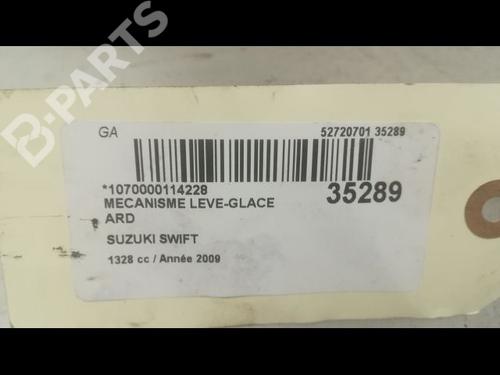 B-PARTS
GA
52720701 35289
*1070000114228
35289
MECANISME LEVE-GLACE
ARD
SUZUKI SWIFT
1328 cc / Année 2009